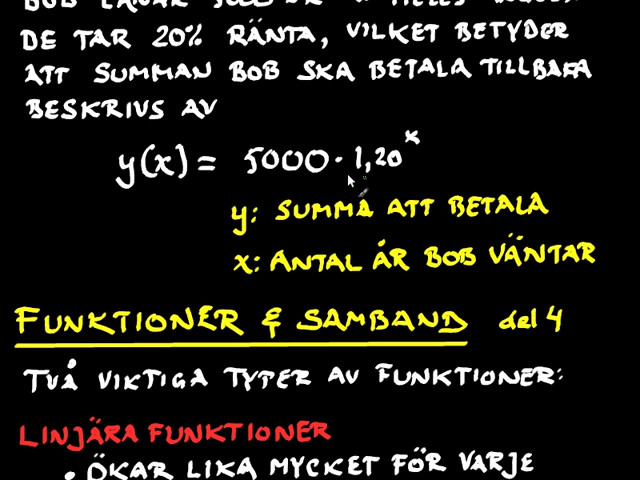 DE TAR 20% RÄNTA, VILKET BETYDER
ATT SUMMAN BOB SKA BETALA TILLBAKA
BESKRIVS AV
y(x) = 5000 · 1,20^x
y: SUMMA ATT BETALA
x: ANTAL ÅR BOB VÄNTAR
FUNKTIONER & SAMBAND del 4
TVÅ VIKTIGA TYPER AV FUNKTIONER:
LINJÄRA FUNKTIONER
• ÖKAR LIKA MYCKET FÖR VARJE